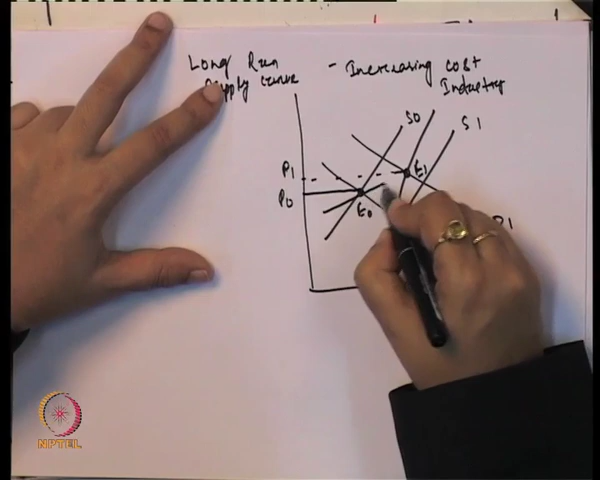 Long Run - Increasing cost
Supply curve Industry
S0
S1
P1
E1
P0
E0
D1
NPTEL